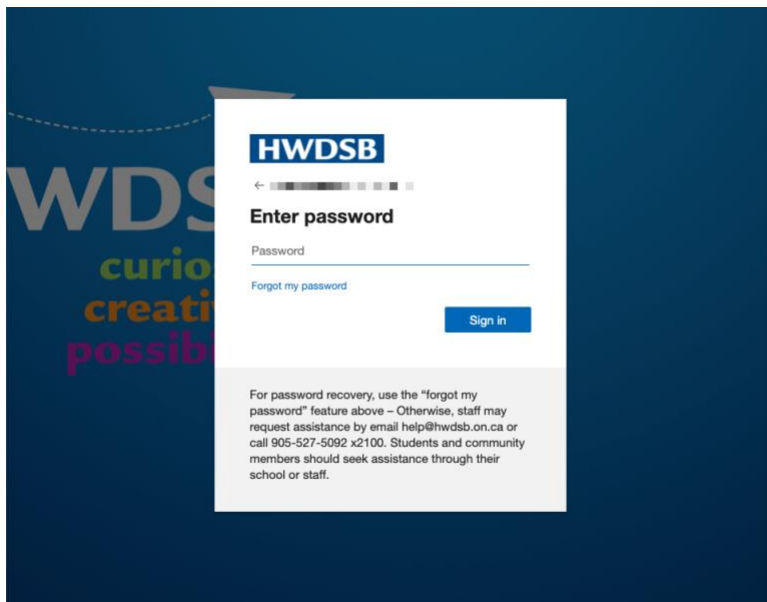 HWDSB
Enter password
Password
Forgot my password
Sign in
For password recovery, use the “forgot my
password” feature above – Otherwise, staff may
request assistance by email help@hwdsb.on.ca or
call 905-527-5092 x2100. Students and community
members should seek assistance through their
school or staff.